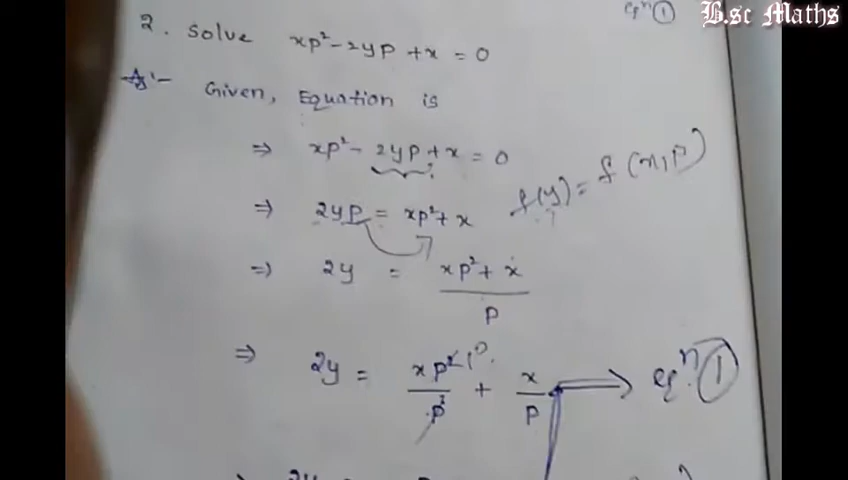 eqⁿ ①
B.sc Maths
2. Solve xp² - 2yp + x = 0
Given, Equation is
⇒ xp² - 2yp + x = 0
⇒ 2yp = xp² + x
f(y) = f(x,p)
⇒ 2y = xp² + x / p
⇒ 2y = xp² / p + x / p → eqⁿ ①